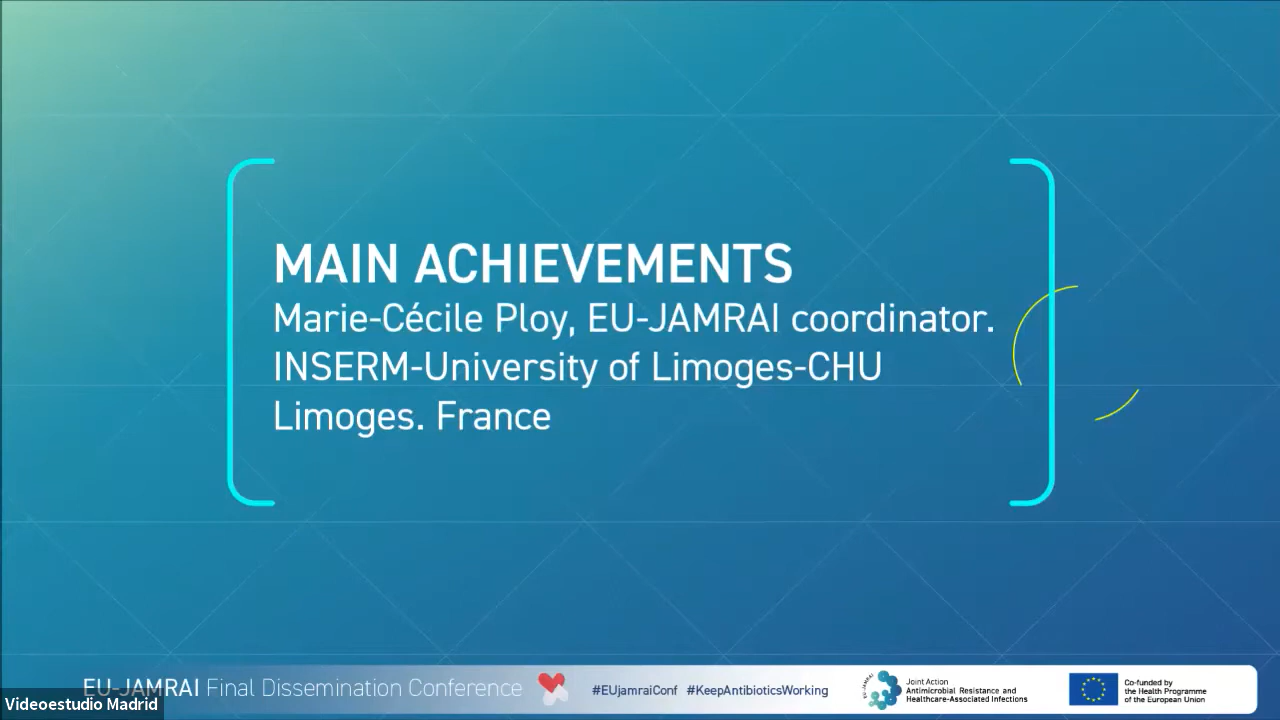 MAIN ACHIEVEMENTS
Marie-Cécile Ploy, EU-JAMRAI coordinator.
INSERM-University of Limoges-CHU
Limoges. France
EU-JAMRAI Final Dissemination Conference
#EUjamraiConf #KeepAntibioticsWorking
EU-JAMRAI
Joint Action
Antimicrobial Resistance and
Healthcare-Associated Infections
Co-funded by
the Health Programme
of the European Union
Videoestudio Madrid